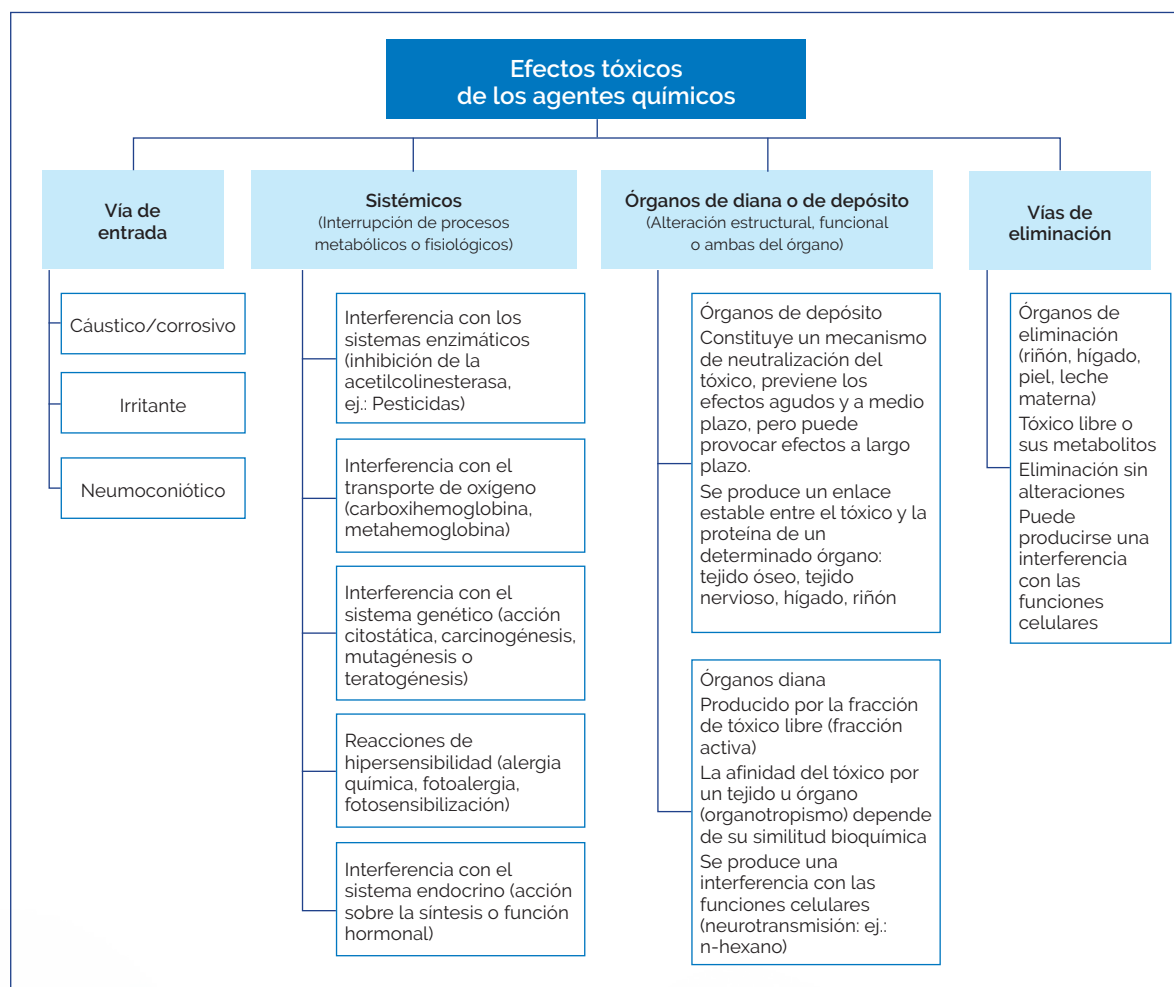 Efectos tóxicos
de los agentes químicos
Vía de
entrada
Cáustico/corrosivo
Irritante
Neumoconiótico
Sistémicos
(Interrupción de procesos
metabólicos o fisiológicos)
Interferencia con los
sistemas enzimáticos
(inhibición de la
acetilcolinesterasa,
ej.: Pesticidas)
Interferencia con el
transporte de oxígeno
(carboxihemoglobina,
metahemoglobina)
Interferencia con el
sistema genético (acción
citostática, carcinogénesis,
mutagénesis o
teratogénesis)
Reacciones de
hipersensibilidad (alergia
química, fotoalergia,
fotosensibilización)
Interferencia con el
sistema endocrino (acción
sobre la síntesis o función
hormonal)
Órganos de diana o de depósito
(Alteración estructural, funcional
o ambas del órgano)
Órganos de depósito
Constituye un mecanismo
de neutralización del
tóxico, previene los
efectos agudos y a medio
plazo, pero puede
provocar efectos a largo
plazo.
Se produce un enlace
estable entre el tóxico y la
proteína de un
determinado órgano:
tejido óseo, tejido
nervioso, hígado, riñón
Órganos diana
Producido por la fracción
de tóxico libre (fracción
activa)
La afinidad del tóxico por
un tejido u órgano
(organotropismo) depende
de su similitud bioquímica
Se produce una
interferencia con las
funciones celulares
(neurotransmisión: ej.:
n-hexano)
Vías de
eliminación
Órganos de
eliminación
(riñón, hígado,
piel, leche
materna)
Tóxico libre o
sus metabolitos
Eliminación sin
alteraciones
Puede
producirse una
interferencia
con las
funciones
celulares